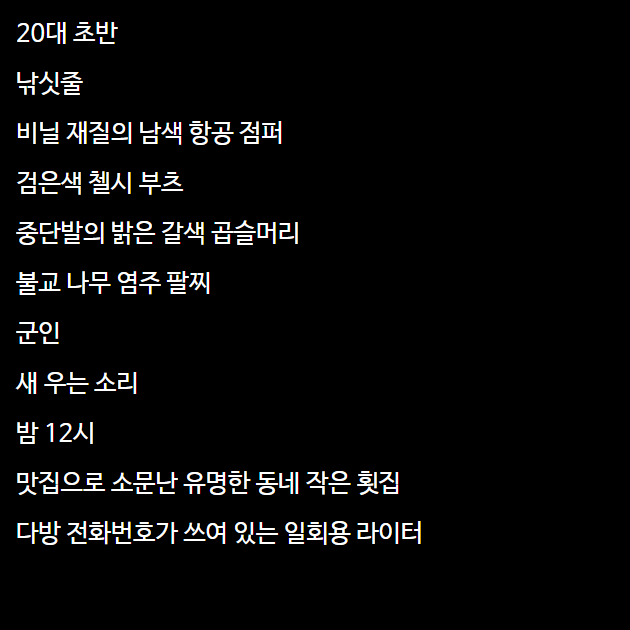 20대 초반
낚싯줄
비닐 재질의 남색 항공 점퍼
검은색 첼시 부츠
중단발의 밝은 갈색 곱슬머리
불교 나무 염주 팔찌
군인
새 우는 소리
밤 12시
맛집으로 소문난 유명한 동네 작은 횟집
다방 전화번호가 쓰여 있는 일회용 라이터